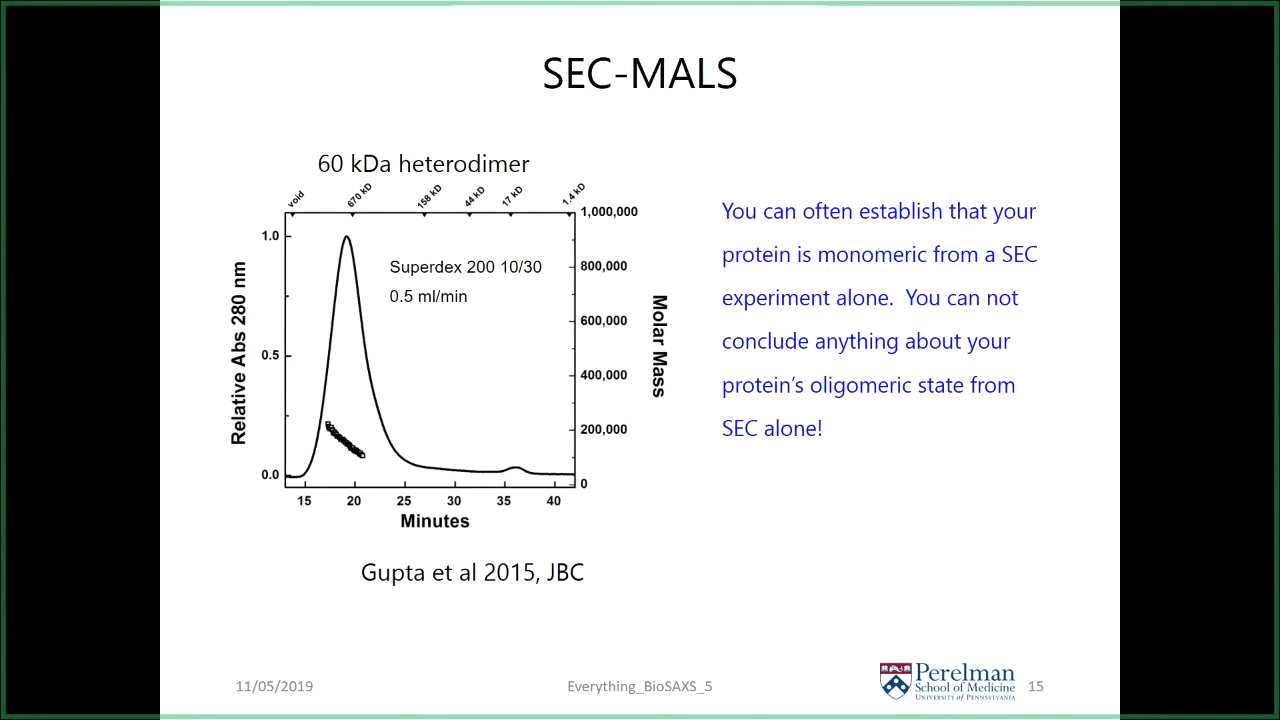 SEC-MALS
60 kDa heterodimer
void 670 kD 158 kD 44 kD 17 kD 1.4 kD
Relative Abs 280 nm
1.0
0.5
0.0
Superdex 200 10/30
0.5 ml/min
1,000,000
800,000
600,000
400,000
200,000
0
Molar Mass
15 20 25 30 35 40
Minutes
Gupta et al 2015, JBC
You can often establish that your
protein is monomeric from a SEC
experiment alone. You can not
conclude anything about your
protein’s oligomeric state from
SEC alone!
11/05/2019
Everything_BioSAXS_5
Perelman
School of Medicine
UNIVERSITY of PENNSYLVANIA
15